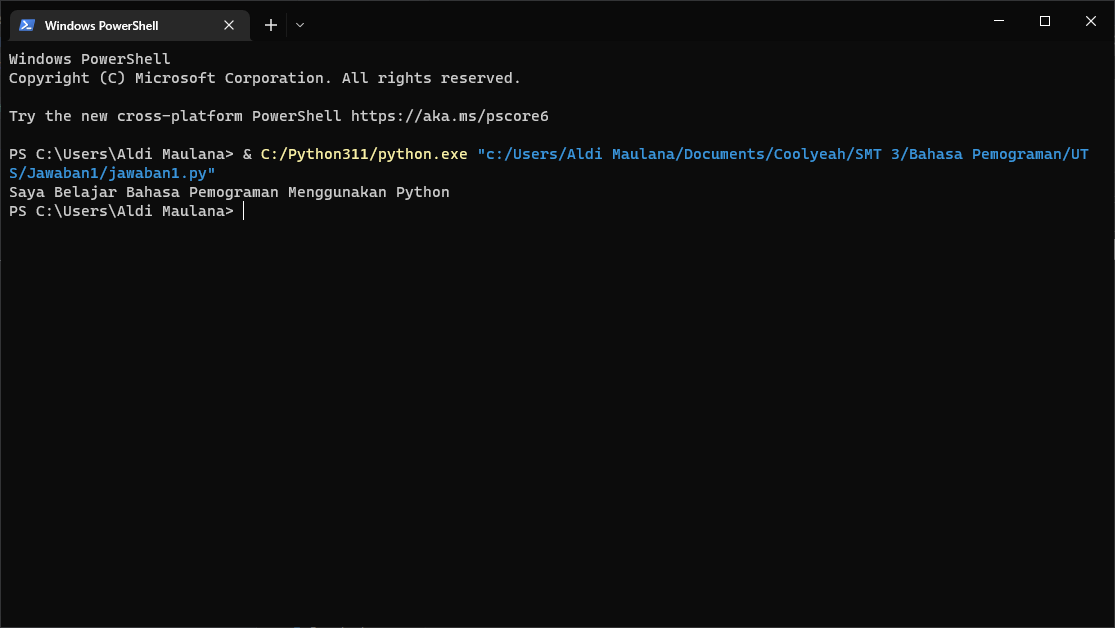 Windows PowerShell
Windows PowerShell
Copyright (C) Microsoft Corporation. All rights reserved.
Try the new cross-platform PowerShell https://aka.ms/pscore6
PS C:\Users\Aldi Maulana> & C:/Python311/python.exe "c:/Users/Aldi Maulana/Documents/Coolyeah/SMT 3/Bahasa Pemograman/UT
S/Jawaban1/jawaban1.py"
Saya Belajar Bahasa Pemograman Menggunakan Python
PS C:\Users\Aldi Maulana>